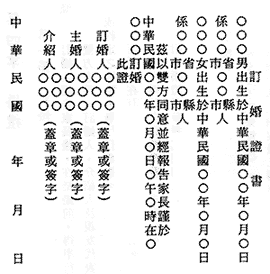 訂婚證書
○○○男出生於中華民國○○年○月○日
係○省市○縣市人
○○○女出生於中華民國○○年○月○日
係○省市○縣市人
茲以雙方同意並經報告家長謹於
中華民國○年○月○日○午○時在○
○○○○○訂婚
此證
訂婚人○○○ ○○○(蓋章或簽字)
主婚人○○○ ○○○(蓋章或簽字)
介紹人○○○ ○○○(蓋章或簽字)
中華民國 年 月 日